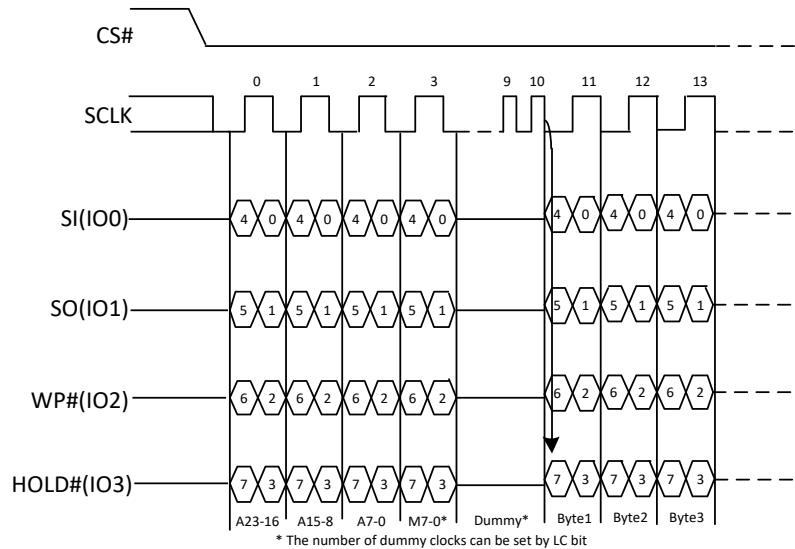 CS#
0 1 2 3 9 10 11 12 13
SCLK
SI(IO0) 4 0 4 0 4 0 4 0 4 0 4 0 4 0
SO(IO1) 5 1 5 1 5 1 5 1 5 1 5 1 5 1
WP#(IO2) 6 2 6 2 6 2 6 2 6 2 6 2 6 2
HOLD#(IO3) 7 3 7 3 7 3 7 3 7 3 7 3 7 3
A23-16 A15-8 A7-0 M7-0* Dummy* Byte1 Byte2 Byte3
* The number of dummy clocks can be set by LC bit